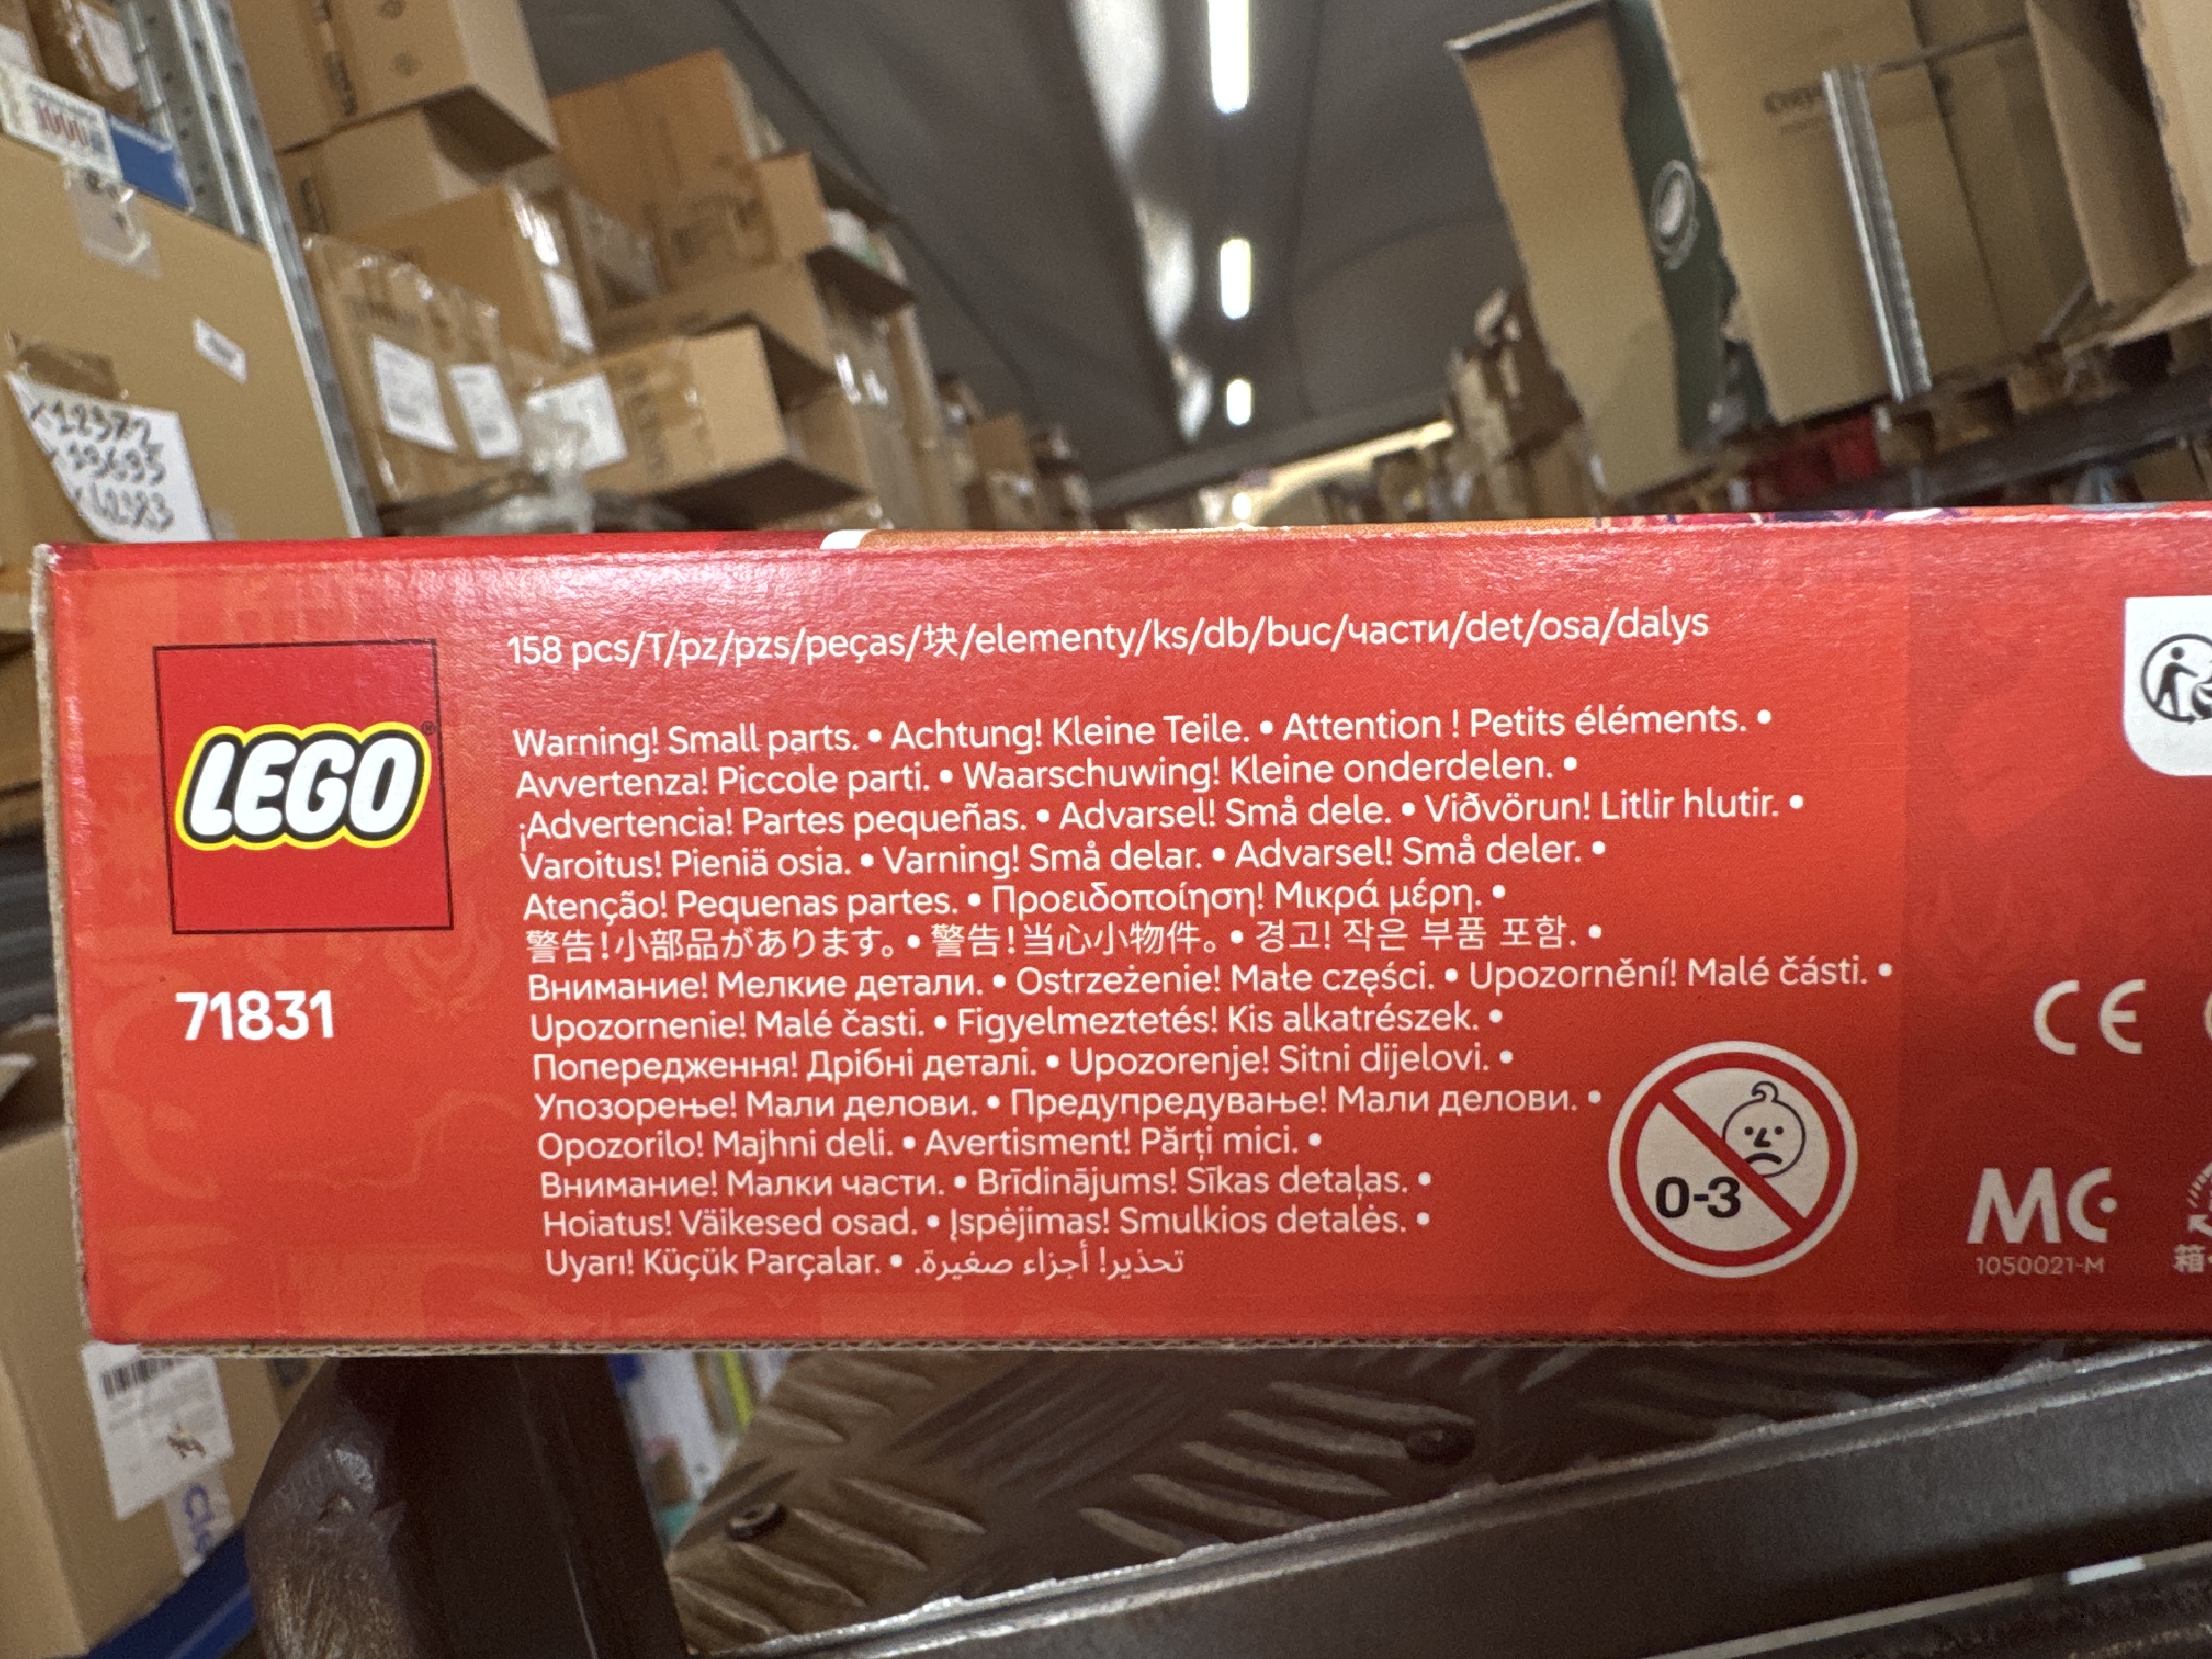 158 pcs/T/pz/pzs/peças/块/elementy/ks/db/buc/части/det/osa/dalys
LEGO®
71831
Warning! Small parts. • Achtung! Kleine Teile. • Attention ! Petits éléments. •
Avvertenza! Piccole parti. • Waarschuwing! Kleine onderdelen. •
¡Advertencia! Partes pequeñas. • Advarsel! Små dele. • Viðvörun! Litlir hlutir. •
Varoitus! Pieniä osia. • Varning! Små delar. • Advarsel! Små deler. •
Atenção! Pequenas partes. • Προειδοποίηση! Μικρά μέρη. •
警告！小部品があります。 • 警告！当心小物件。 • 경고! 작은 부품 포함. •
Внимание! Мелкие детали. • Ostrzeżenie! Małe części. • Upozornění! Malé části. •
Upozornenie! Malé časti. • Figyelmeztetés! Kis alkatrészek. •
Попередження! Дрібні деталі. • Upozorenje! Sitni dijelovi. •
Упозорење! Мали делови. • Предупредување! Мали делови. •
Opozorilo! Majhni deli. • Avertisment! Părți mici. •
Внимание! Малки части. • Brīdinājums! Sīkas detaļas. •
Hoiatus! Väikesed osad. • Įspėjimas! Smulkios detalės. •
Uyarı! Küçük Parçalar. • تحذير! أجزاء صغيرة.
0-3
CE
MC
1050021-M
箱